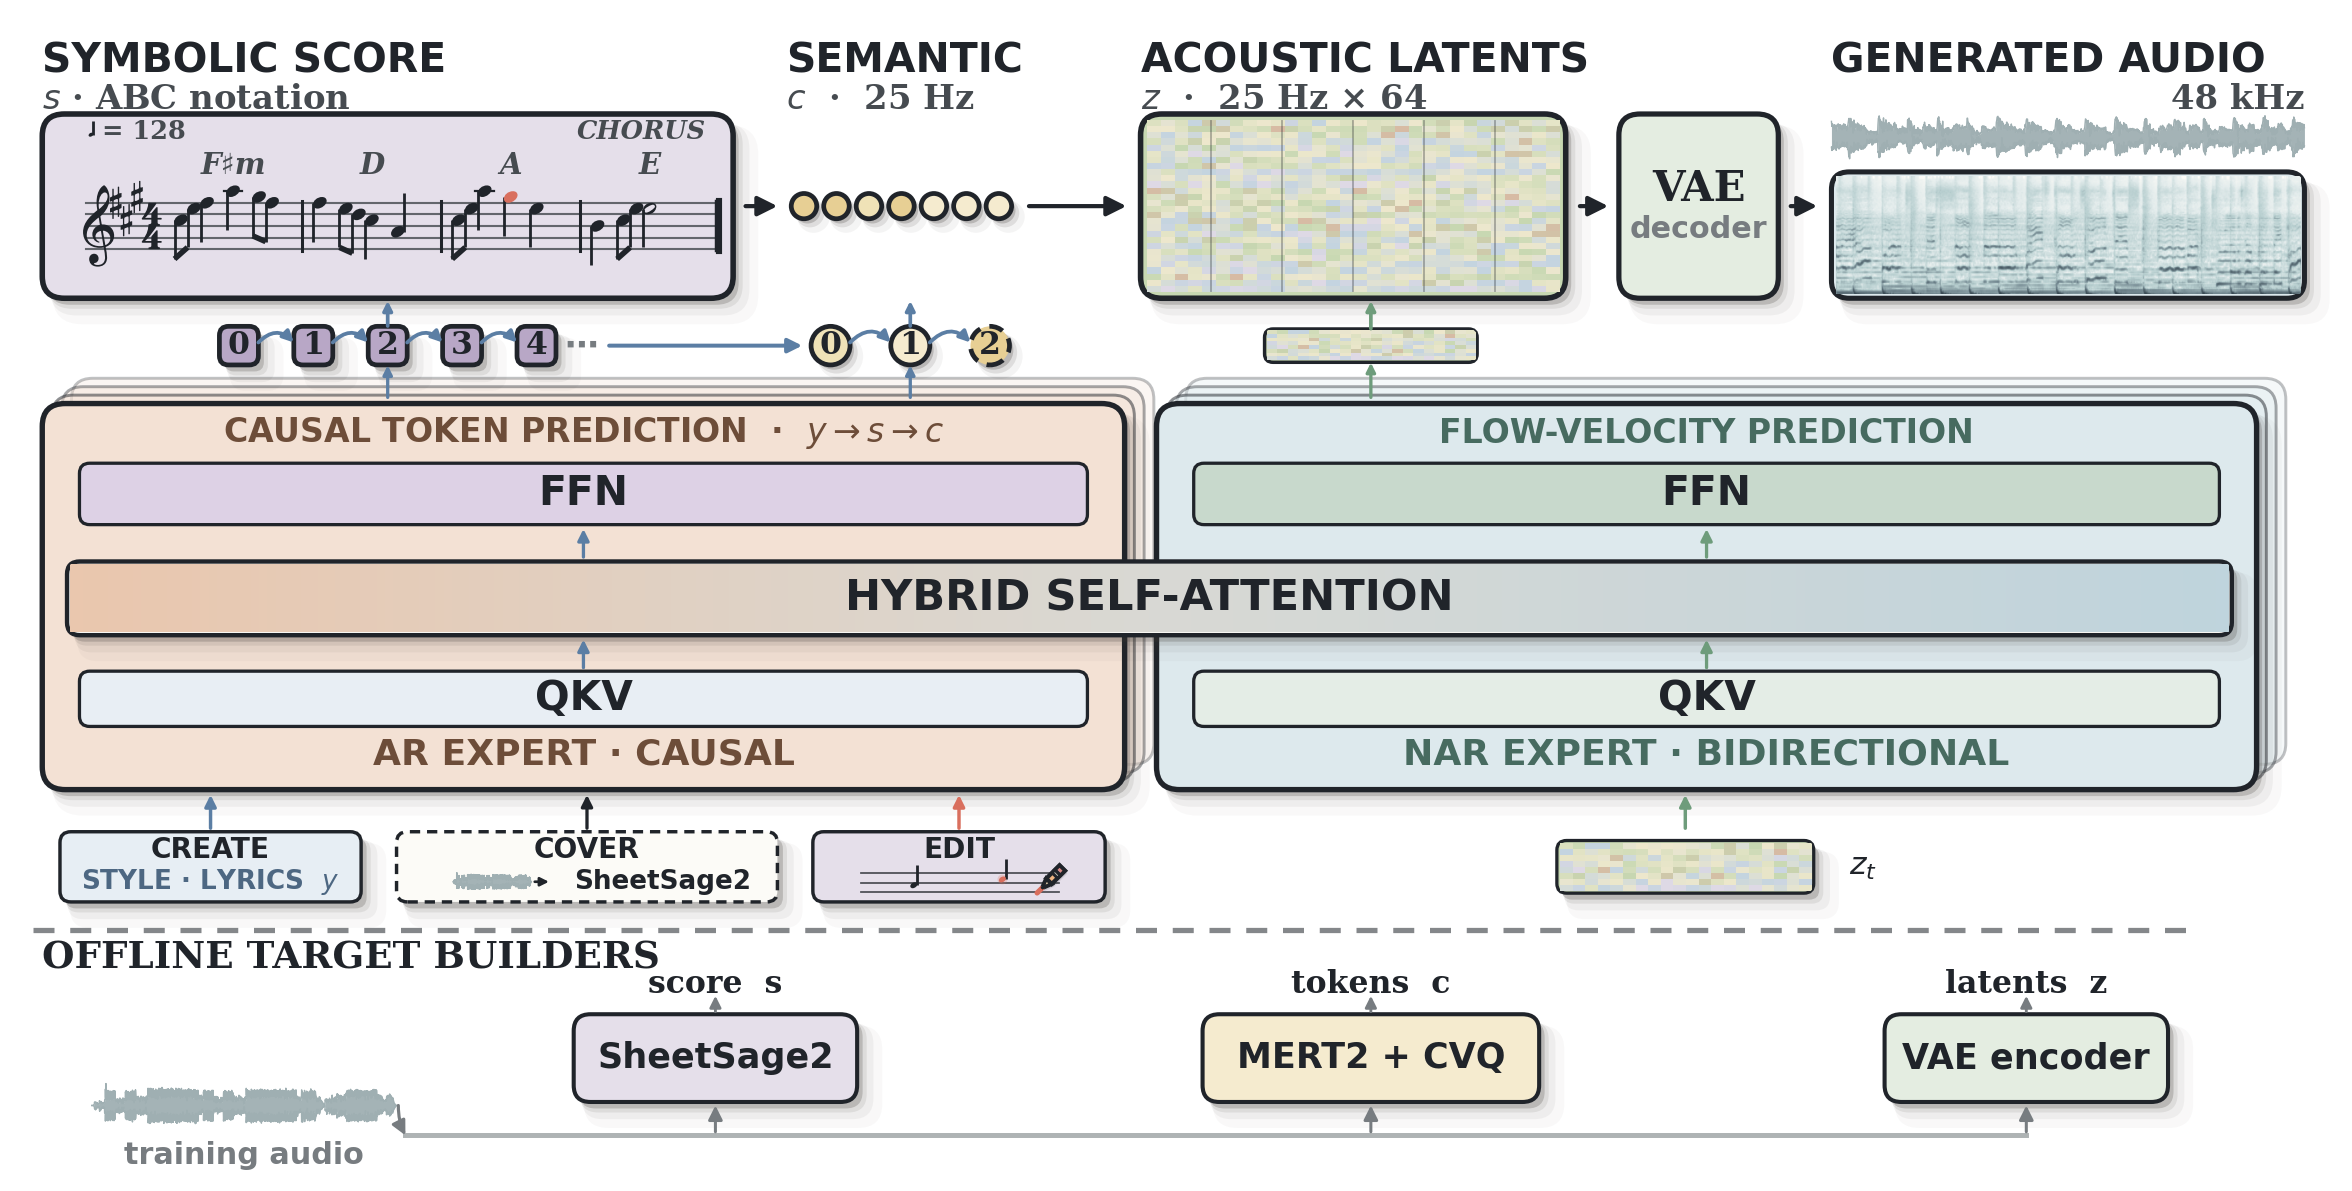 SYMBOLIC SCORE
s · ABC notation
SEMANTIC
c · 25 Hz
ACOUSTIC LATENTS
z · 25 Hz × 64
GENERATED AUDIO
48 kHz
♩ = 128
CHORUS
F♯m D A E
4
4
VAE
decoder
0 1 2 3 4 ...
0 1 2
CAUSAL TOKEN PREDICTION · y → s → c
FLOW-VELOCITY PREDICTION
FFN
FFN
HYBRID SELF-ATTENTION
QKV
QKV
AR EXPERT · CAUSAL
NAR EXPERT · BIDIRECTIONAL
CREATE
STYLE · LYRICS y
COVER
SheetSage2
EDIT
z_t
OFFLINE TARGET BUILDERS
score s
tokens c
latents z
SheetSage2
MERT2 + CVQ
VAE encoder
training audio